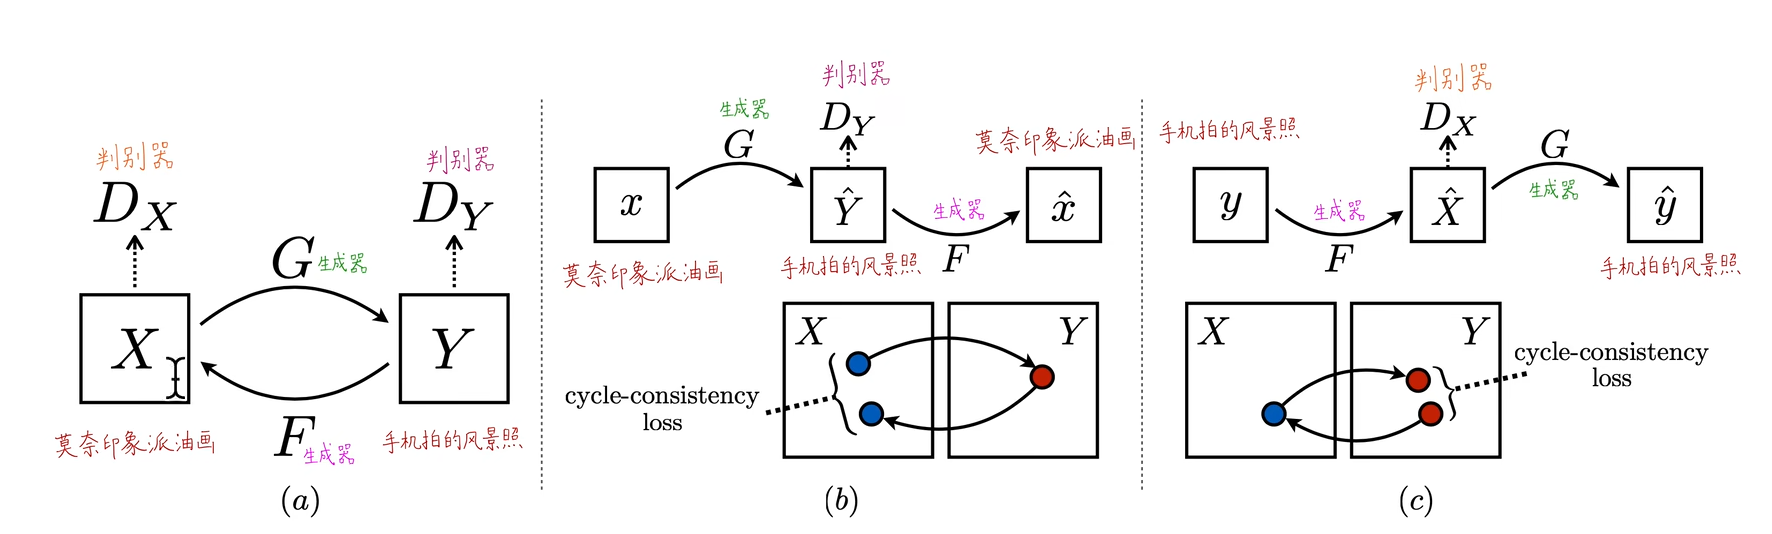 判别器
D_X
判别器
D_Y
G 生成器
X
Y
F 生成器
莫奈印象派油画
手机拍的风景照
(a)
判别器
D_Y
生成器
G
莫奈印象派油画
x
Ŷ
x̂
生成器
F
莫奈印象派油画
手机拍的风景照
X
Y
cycle-consistency
loss
(b)
判别器
D_X
手机拍的风景照
G
生成器
y
X̂
ŷ
生成器
F
手机拍的风景照
X
Y
cycle-consistency
loss
(c)